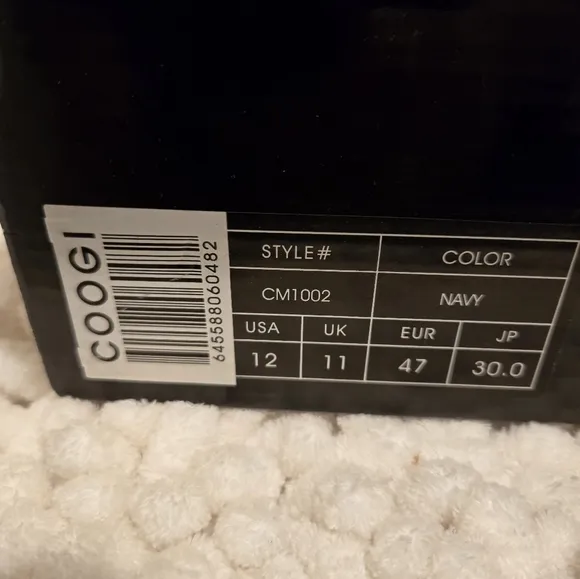 COOGI
645588060482
STYLE# COLOR
CM1002 NAVY
USA UK EUR JP
12 11 47 30.0